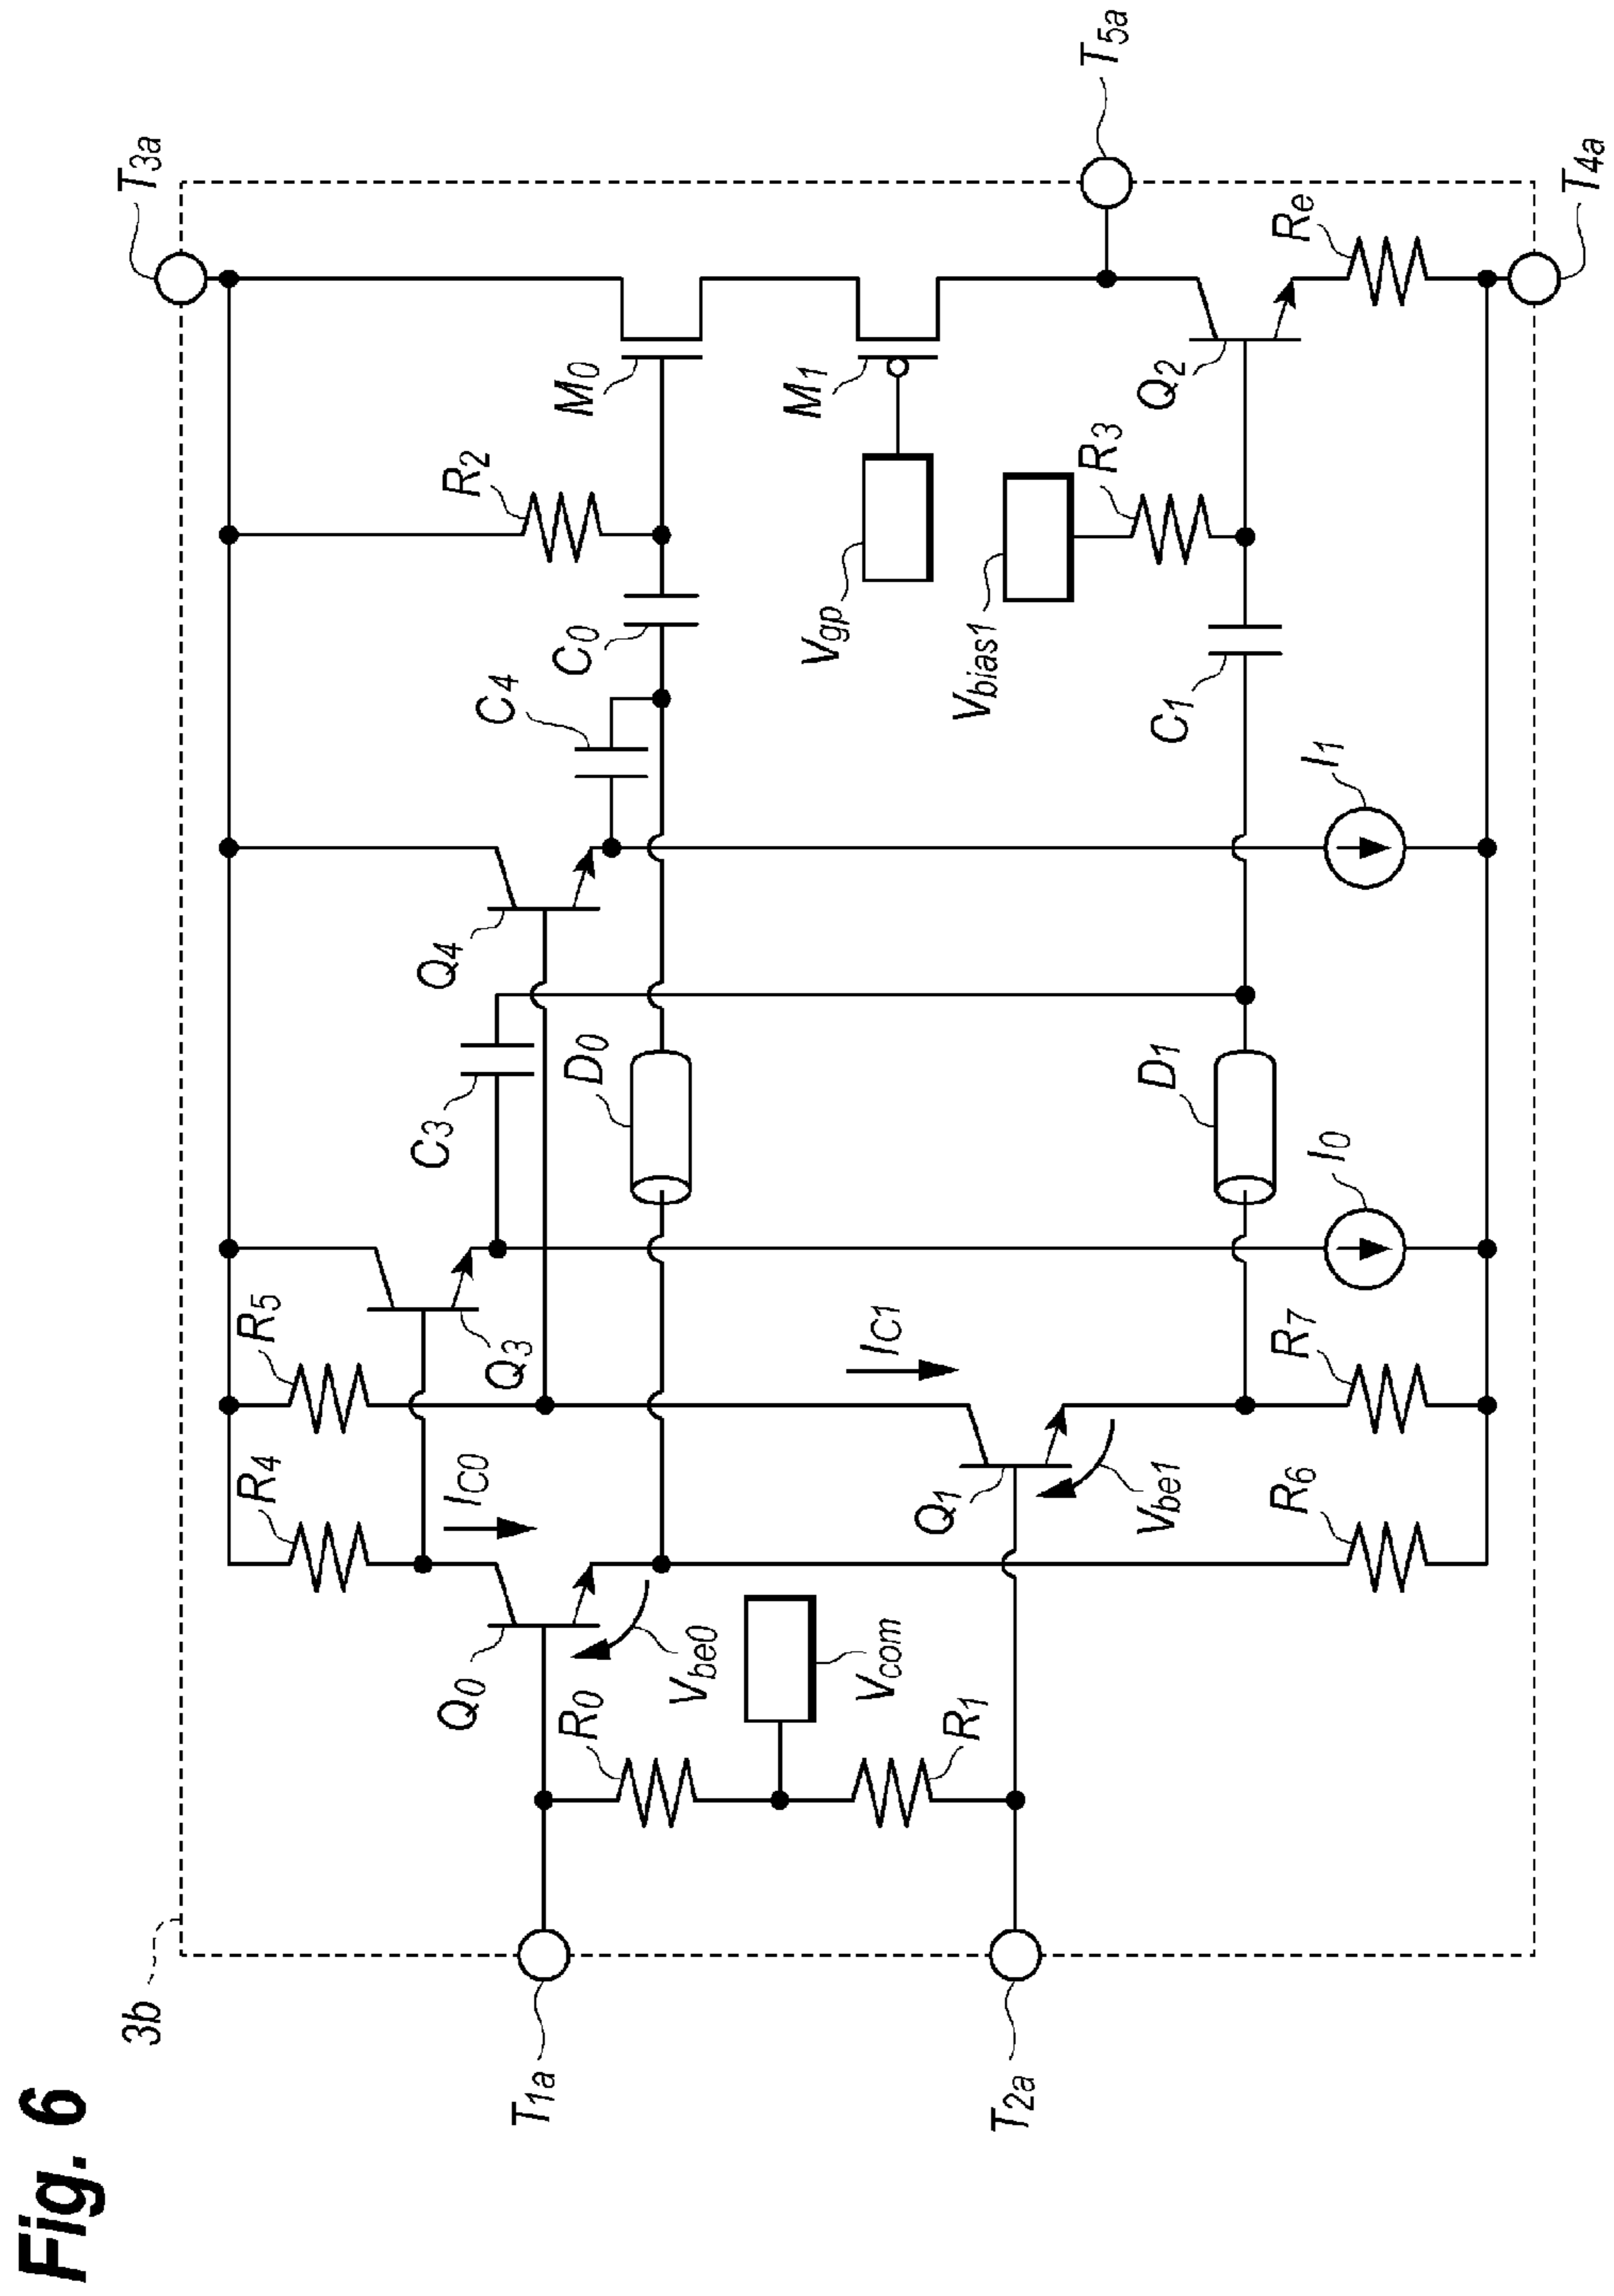 Fig. 6
3b
T3a
R4
R5
IC0
Q3
C3
Q4
C4
R2
C0
M0
T5a
T1a
Q0
Vbe0
R0
D0
Vcom
R1
IC1
Q1
Vbe1
Vgp
M1
Vbias1
R3
Q2
T2a
D1
C1
R6
R7
I0
I1
Re
T4a